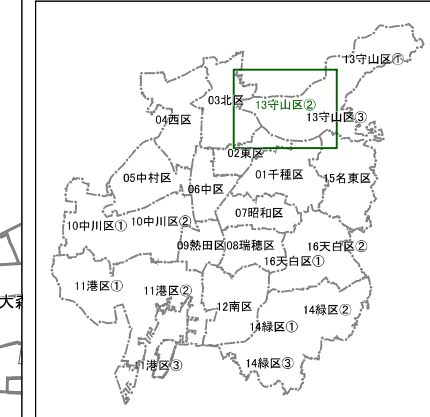 13守山区①
03北区
13守山区②
04西区
13守山区③
02東区
01千種区
05中村区
15名東区
06中区
07昭和区
10中川区①
10中川区②
09熱田区
08瑞穂区
16天白区②
16天白区①
11港区①
11港区②
12南区
14緑区②
14緑区①
11港区③
14緑区③
大森